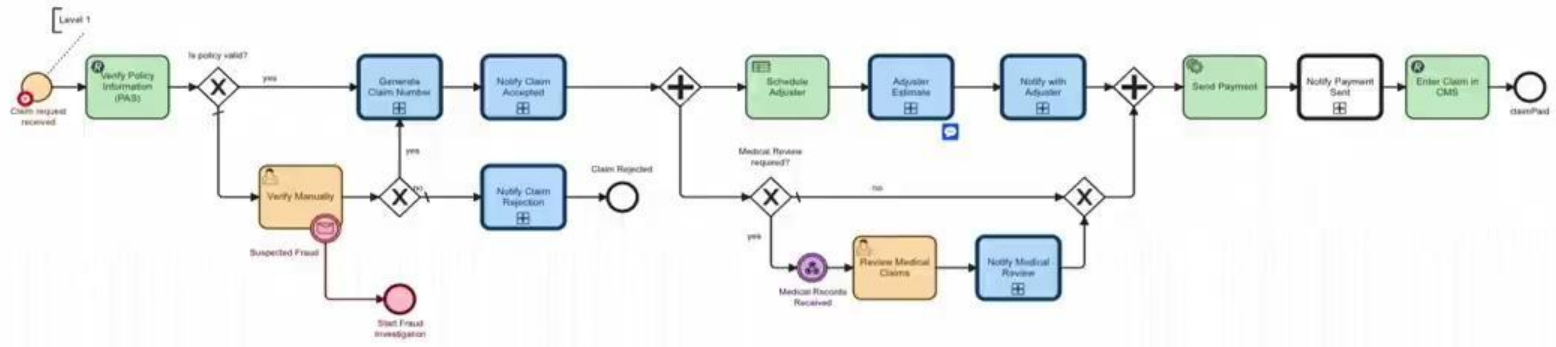 Level 1
Claim request
received
Verify Policy
Information
(PAS)
Is policy valid?
yes
Generate
Claim Number
Notify Claim
Accepted
yes
Verify Manually
Suspected Fraud
Start Fraud
Investigation
no
Notify Claim
Rejection
Claim Rejected
Schedule
Adjuster
Adjuster
Estimate
Notify with
Adjuster
Medical Review
required?
no
yes
Medical Records
Received
Review Medical
Claims
Notify Medical
Review
Send Payment
Notify Payment
Sent
Enter Claim in
CMS
claimPaid